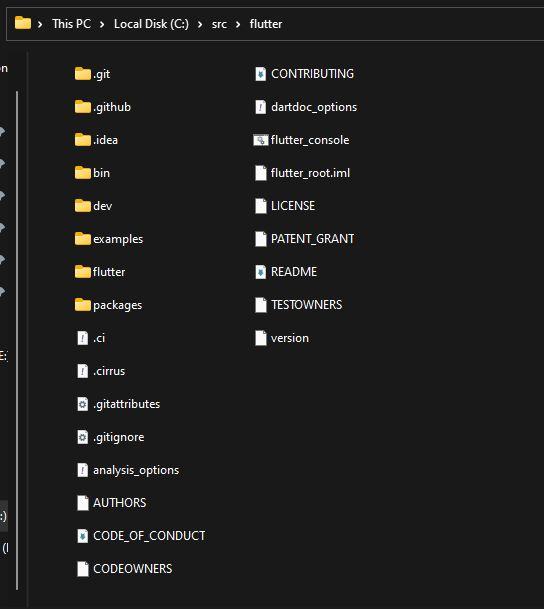 This PC > Local Disk (C:) > src > flutter
on
.git
.github
.idea
bin
dev
examples
flutter
packages
.ci
.cirrus
.gitattributes
.gitignore
analysis_options
AUTHORS
CODE_OF_CONDUCT
CODEOWNERS
CONTRIBUTING
dartdoc_options
flutter_console
flutter_root.iml
LICENSE
PATENT_GRANT
README
TESTOWNERS
version
E:)
:)
(